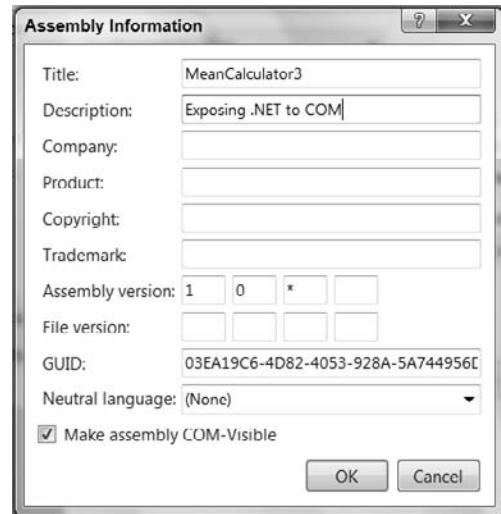 Assembly Information
? X
Title: MeanCalculator3
Description: Exposing .NET to COM
Company:
Product:
Copyright:
Trademark:
Assembly version: 1 0 *
File version:
GUID: 03EA19C6-4D82-4053-928A-5A744956D
Neutral language: (None)
Make assembly COM-Visible
OK Cancel